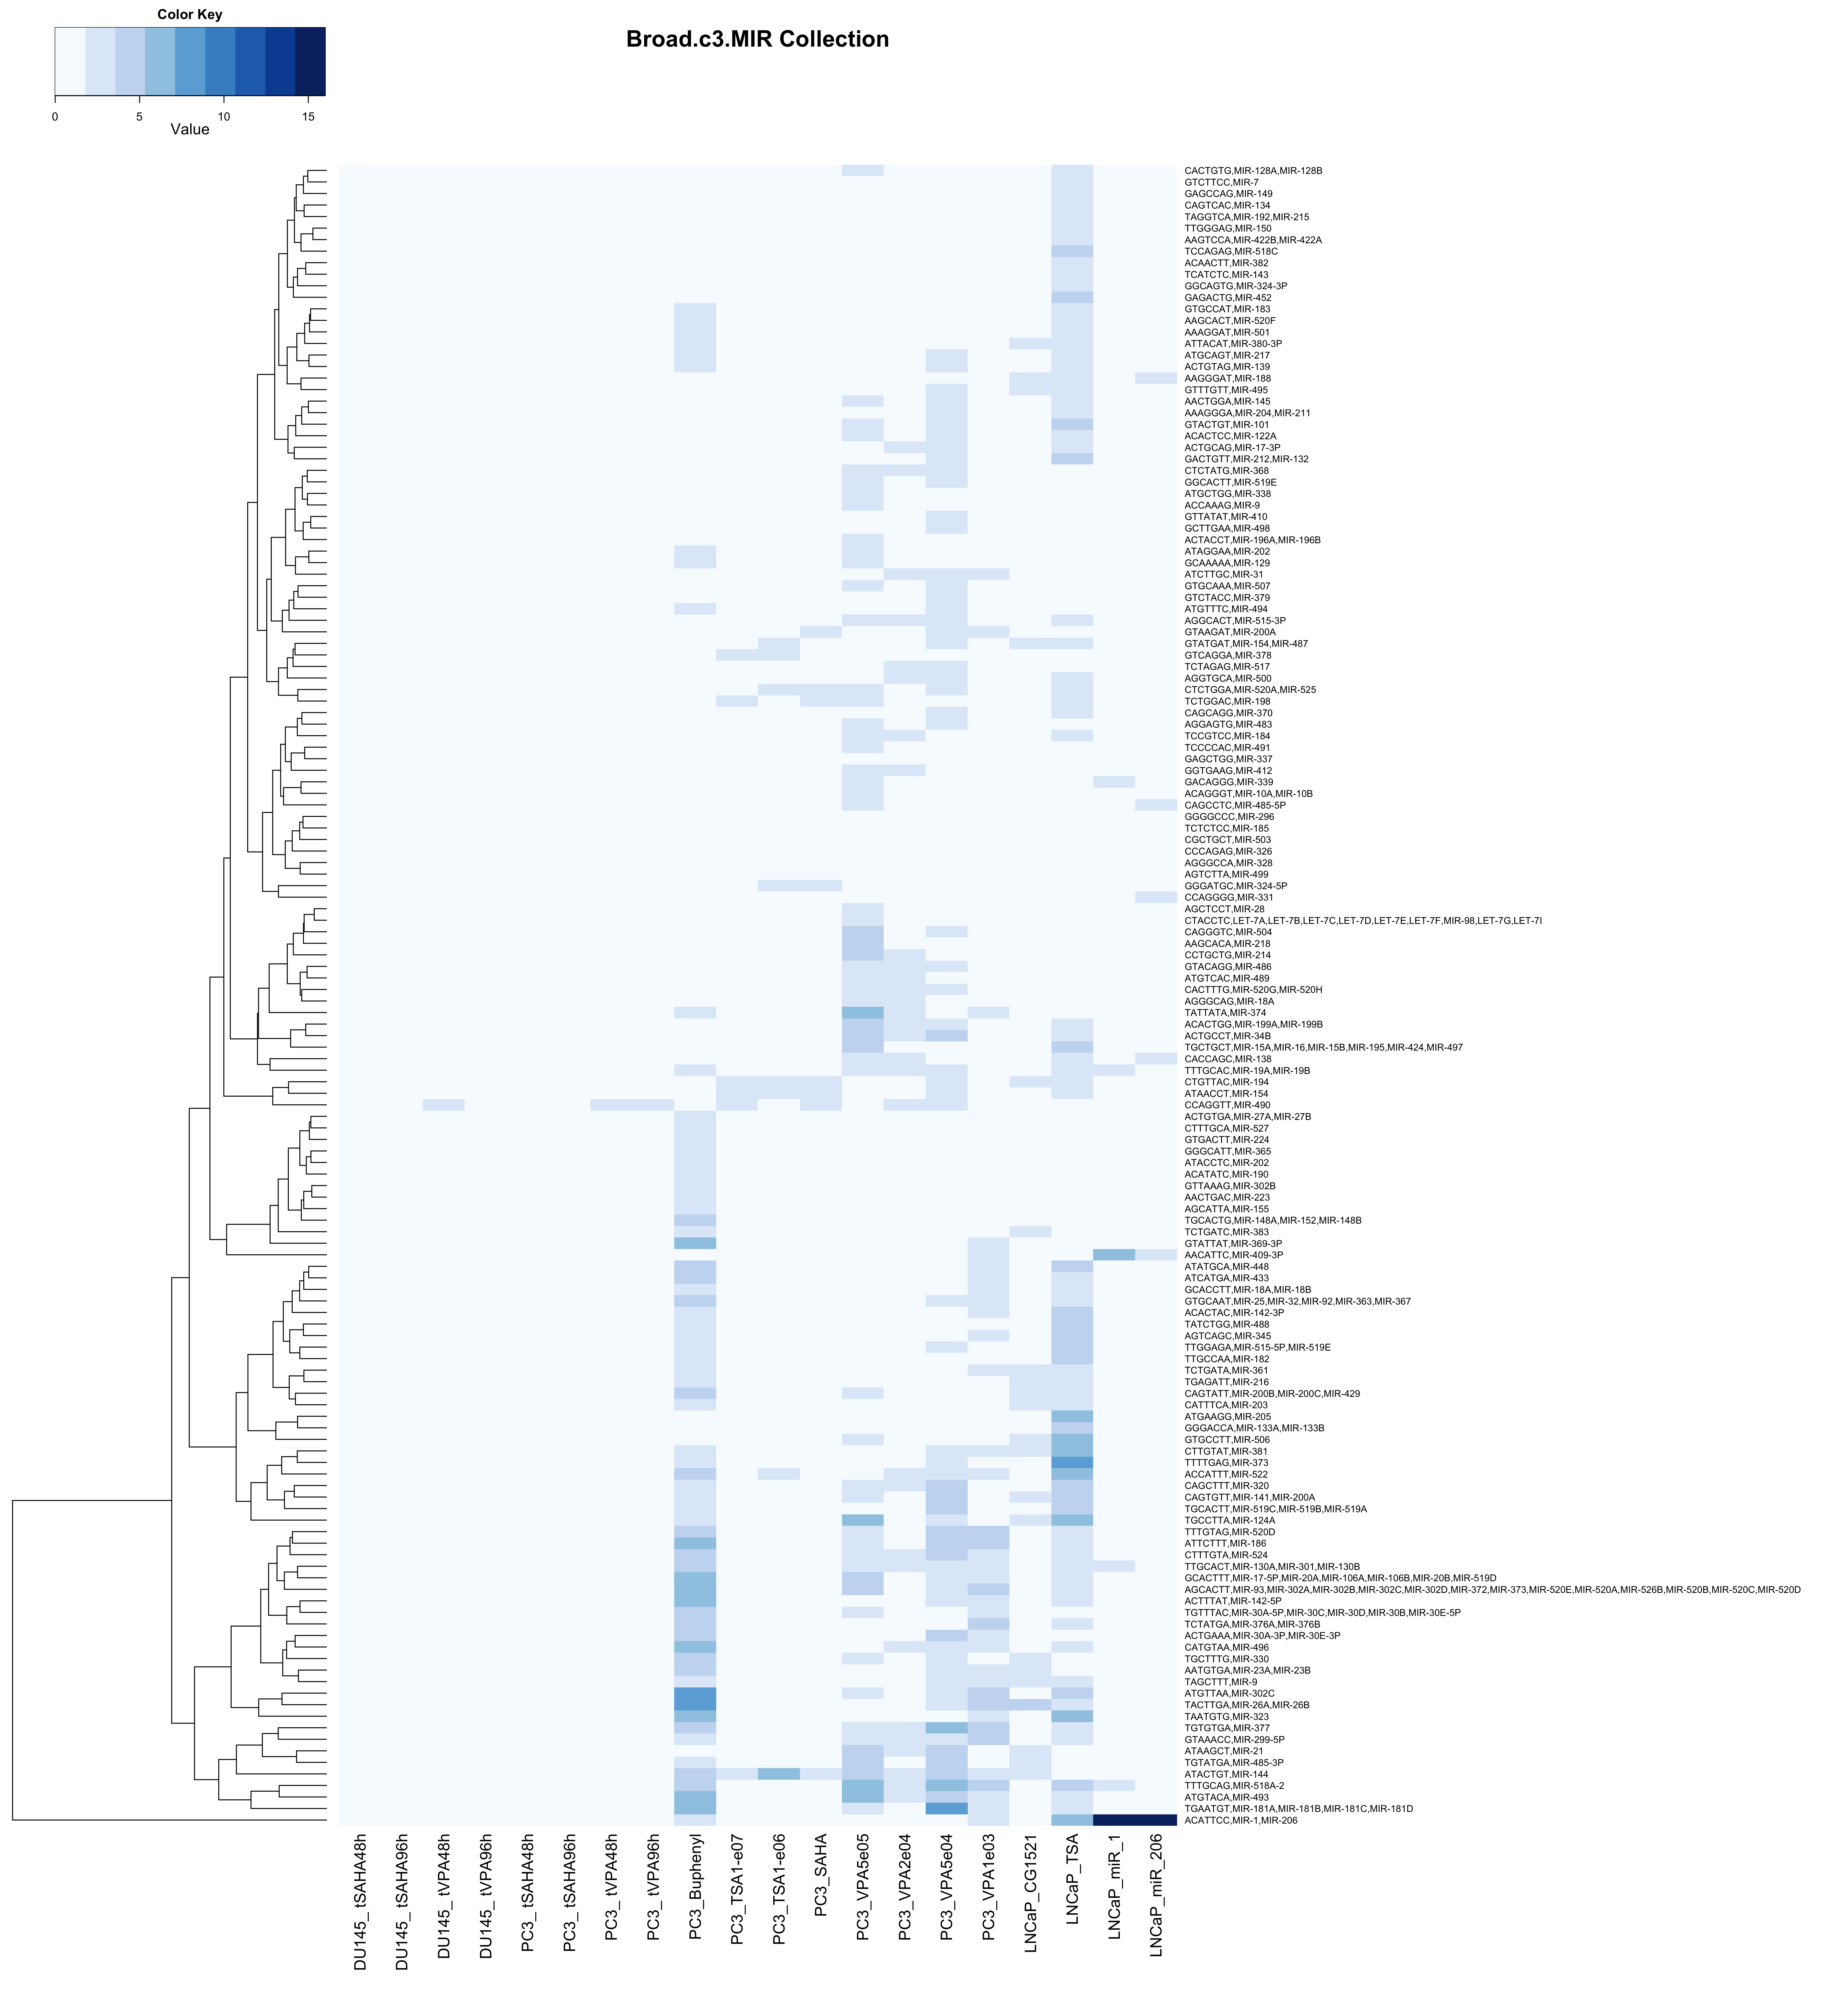 Color Key
Broad.c3.MIR Collection
0 5 10 15
Value
CACTGTG,MIR-128A,MIR-128B
GTCTTCC,MIR-7
GAGCCAG,MIR-149
CAGTCAC,MIR-134
TAGGTCA,MIR-192,MIR-215
TTGGGAG,MIR-150
AAGTCCA,MIR-422B,MIR-422A
TCCAGAG,MIR-518C
ACAACTT,MIR-382
TCATCTC,MIR-143
GGCAGTG,MIR-324-3P
GAGACTG,MIR-452
GTGCCAT,MIR-183
AAGCACT,MIR-520F
AAAGGAT,MIR-501
ATTACAT,MIR-380-3P
ATGCAGT,MIR-217
ACTGTAG,MIR-139
AAGGGAT,MIR-188
GTTTGTT,MIR-495
AACTGGA,MIR-145
AAAGGGA,MIR-204,MIR-211
GTACTGT,MIR-101
ACACTCC,MIR-122A
ACTGCAG,MIR-17-3P
GACTGTT,MIR-212,MIR-132
CTCTATG,MIR-368
GGCACTT,MIR-519E
ATGCTGG,MIR-338
ACCAAAG,MIR-9
GTTATAT,MIR-410
GCTTGAA,MIR-498
ACTACCT,MIR-196A,MIR-196B
ATAGGAA,MIR-202
GCAAAAA,MIR-129
ATCTTGC,MIR-31
GTGCAAA,MIR-507
GTCTACC,MIR-379
ATGTTTC,MIR-494
AGGCACT,MIR-515-3P
GTAAGAT,MIR-200A
GTATGAT,MIR-154,MIR-487
GTCAGGA,MIR-378
TCTAGAG,MIR-517
AGGTGCA,MIR-500
CTCTGGA,MIR-520A,MIR-525
TCTGGAC,MIR-198
CAGCAGG,MIR-370
AGGAGTG,MIR-483
TCCGTCC,MIR-184
TCCCCAC,MIR-491
GAGCTGG,MIR-337
GGTGAAG,MIR-412
GACAGGG,MIR-339
ACAGGGT,MIR-10A,MIR-10B
CAGCCTC,MIR-485-5P
GGGGCCC,MIR-296
TCTCTCC,MIR-185
CGCTGCT,MIR-503
CCCAGAG,MIR-326
AGGGCCA,MIR-328
AGTCTTA,MIR-499
GGGATGC,MIR-324-5P
CCAGGGG,MIR-331
AGCTCCT,MIR-28
CTACCTC,LET-7A,LET-7B,LET-7C,LET-7D,LET-7E,LET-7F,MIR-98,LET-7G,LET-7I
CAGGGTC,MIR-504
AAGCACA,MIR-218
CCTGCTG,MIR-214
GTACAGG,MIR-486
ATGTCAC,MIR-489
CACTTTG,MIR-520G,MIR-520H
AGGGCAG,MIR-18A
TATTATA,MIR-374
ACACTGG,MIR-199A,MIR-199B
ACTGCCT,MIR-34B
TGCTGCT,MIR-15A,MIR-16,MIR-15B,MIR-195,MIR-424,MIR-497
CACCAGC,MIR-138
TTTGCAC,MIR-19A,MIR-19B
CTGTTAC,MIR-194
ATAACCT,MIR-154
CCAGGTT,MIR-490
ACTGTGA,MIR-27A,MIR-27B
CTTTGCA,MIR-527
GTGACTT,MIR-224
GGGCATT,MIR-365
ATACCTC,MIR-202
ACATATC,MIR-190
GTTAAAG,MIR-302B
AACTGAC,MIR-223
AGCATTA,MIR-155
TGCACTG,MIR-148A,MIR-152,MIR-148B
TCTGATC,MIR-383
GTATTAT,MIR-369-3P
AACATTC,MIR-409-3P
ATATGCA,MIR-448
ATCATGA,MIR-433
GCACCTT,MIR-18A,MIR-18B
GTGCAAT,MIR-25,MIR-32,MIR-92,MIR-363,MIR-367
ACACTAC,MIR-142-3P
TATCTGG,MIR-488
AGTCAGC,MIR-345
TTGGAGA,MIR-515-5P,MIR-519E
TTGCCAA,MIR-182
TCTGATA,MIR-361
TGAGATT,MIR-216
CAGTATT,MIR-200B,MIR-200C,MIR-429
CATTTCA,MIR-203
ATGAAGG,MIR-205
GGGACCA,MIR-133A,MIR-133B
GTGCCTT,MIR-506
CTTGTAT,MIR-381
TTTTGAG,MIR-373
ACCATTT,MIR-522
CAGCTTT,MIR-320
CAGTGTT,MIR-141,MIR-200A
TGCACTT,MIR-519C,MIR-519B,MIR-519A
TGCCTTA,MIR-124A
TTTGTAG,MIR-520D
ATTCTTT,MIR-186
CTTTGTA,MIR-524
TTGCACT,MIR-130A,MIR-301,MIR-130B
GCACTTT,MIR-17-5P,MIR-20A,MIR-106A,MIR-106B,MIR-20B,MIR-519D
AGCACTT,MIR-93,MIR-302A,MIR-302B,MIR-302C,MIR-302D,MIR-372,MIR-373,MIR-520E,MIR-520A,MIR-526B,MIR-520B,MIR-520C,MIR-520D
ACTTTAT,MIR-142-5P
TGTTTAC,MIR-30A-5P,MIR-30C,MIR-30D,MIR-30B,MIR-30E-5P
TCTATGA,MIR-376A,MIR-376B
ACTGAAA,MIR-30A-3P,MIR-30E-3P
CATGTAA,MIR-496
TGCTTTG,MIR-330
AATGTGA,MIR-23A,MIR-23B
TAGCTTT,MIR-9
ATGTTAA,MIR-302C
TACTTGA,MIR-26A,MIR-26B
TAATGTG,MIR-323
TGTGTGA,MIR-377
GTAAACC,MIR-299-5P
ATAAGCT,MIR-21
TGTATGA,MIR-485-3P
ATACTGT,MIR-144
TTTGCAG,MIR-518A-2
ATGTACA,MIR-493
TGAATGT,MIR-181A,MIR-181B,MIR-181C,MIR-181D
ACATTCC,MIR-1,MIR-206
DU145_ tSAHA48h
DU145_ tSAHA96h
DU145_ tVPA48h
DU145_ tVPA96h
PC3_ tSAHA48h
PC3_ tSAHA96h
PC3_ tVPA48h
PC3_ tVPA96h
PC3_Buphenyl
PC3_TSA1-e07
PC3_TSA1-e06
PC3_SAHA
PC3_VPA5e05
PC3_VPA2e04
PC3_VPA5e04
PC3_VPA1e03
LNCaP_CG1521
LNCaP_TSA
LNCaP_miR_1
LNCaP_miR_206